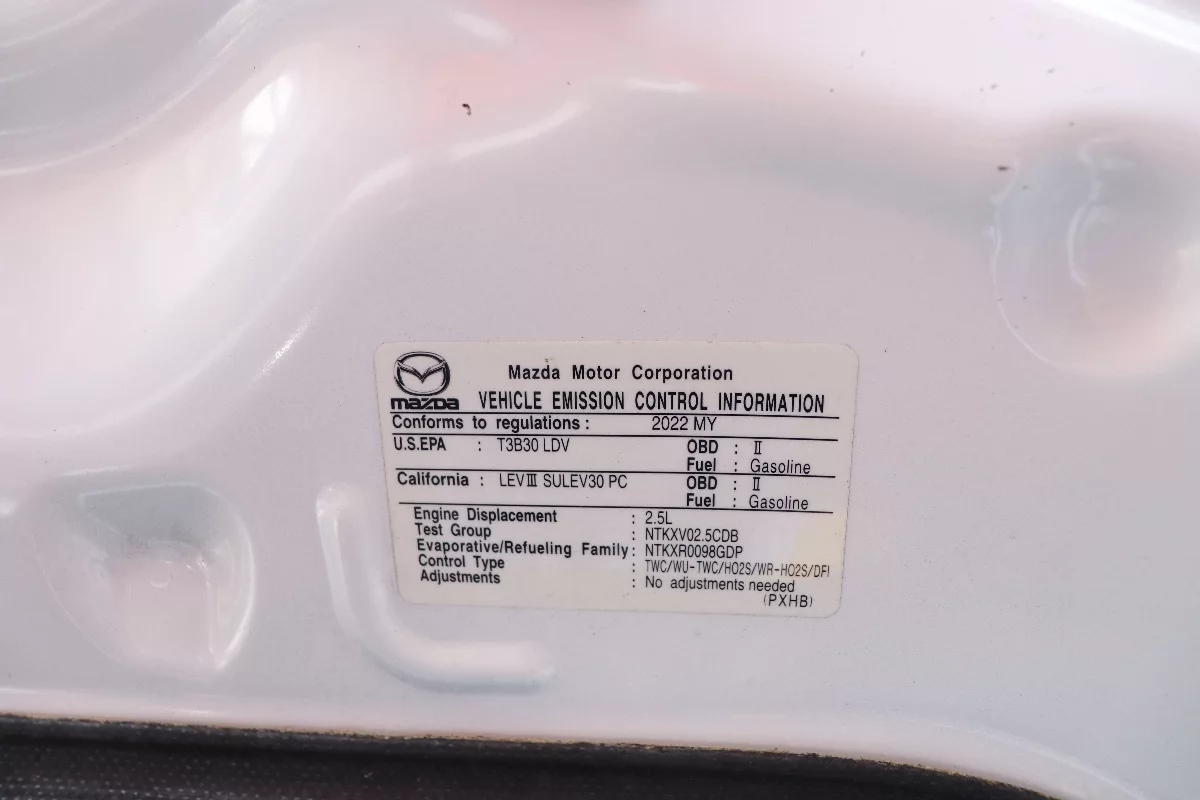 Mazda Motor Corporation
mazda VEHICLE EMISSION CONTROL INFORMATION
Conforms to regulations : 2022 MY
U.S.EPA : T3B30 LDV OBD : Ⅱ
Fuel : Gasoline
California : LEVⅢ SULEV30 PC OBD : Ⅱ
Fuel : Gasoline
Engine Displacement : 2.5L
Test Group : NTKXV02.5CDB
Evaporative/Refueling Family : NTKXR0098GDP
Control Type : TWC/WU-TWC/HO2S/WR-HO2S/DFI
Adjustments : No adjustments needed
(PXHB)